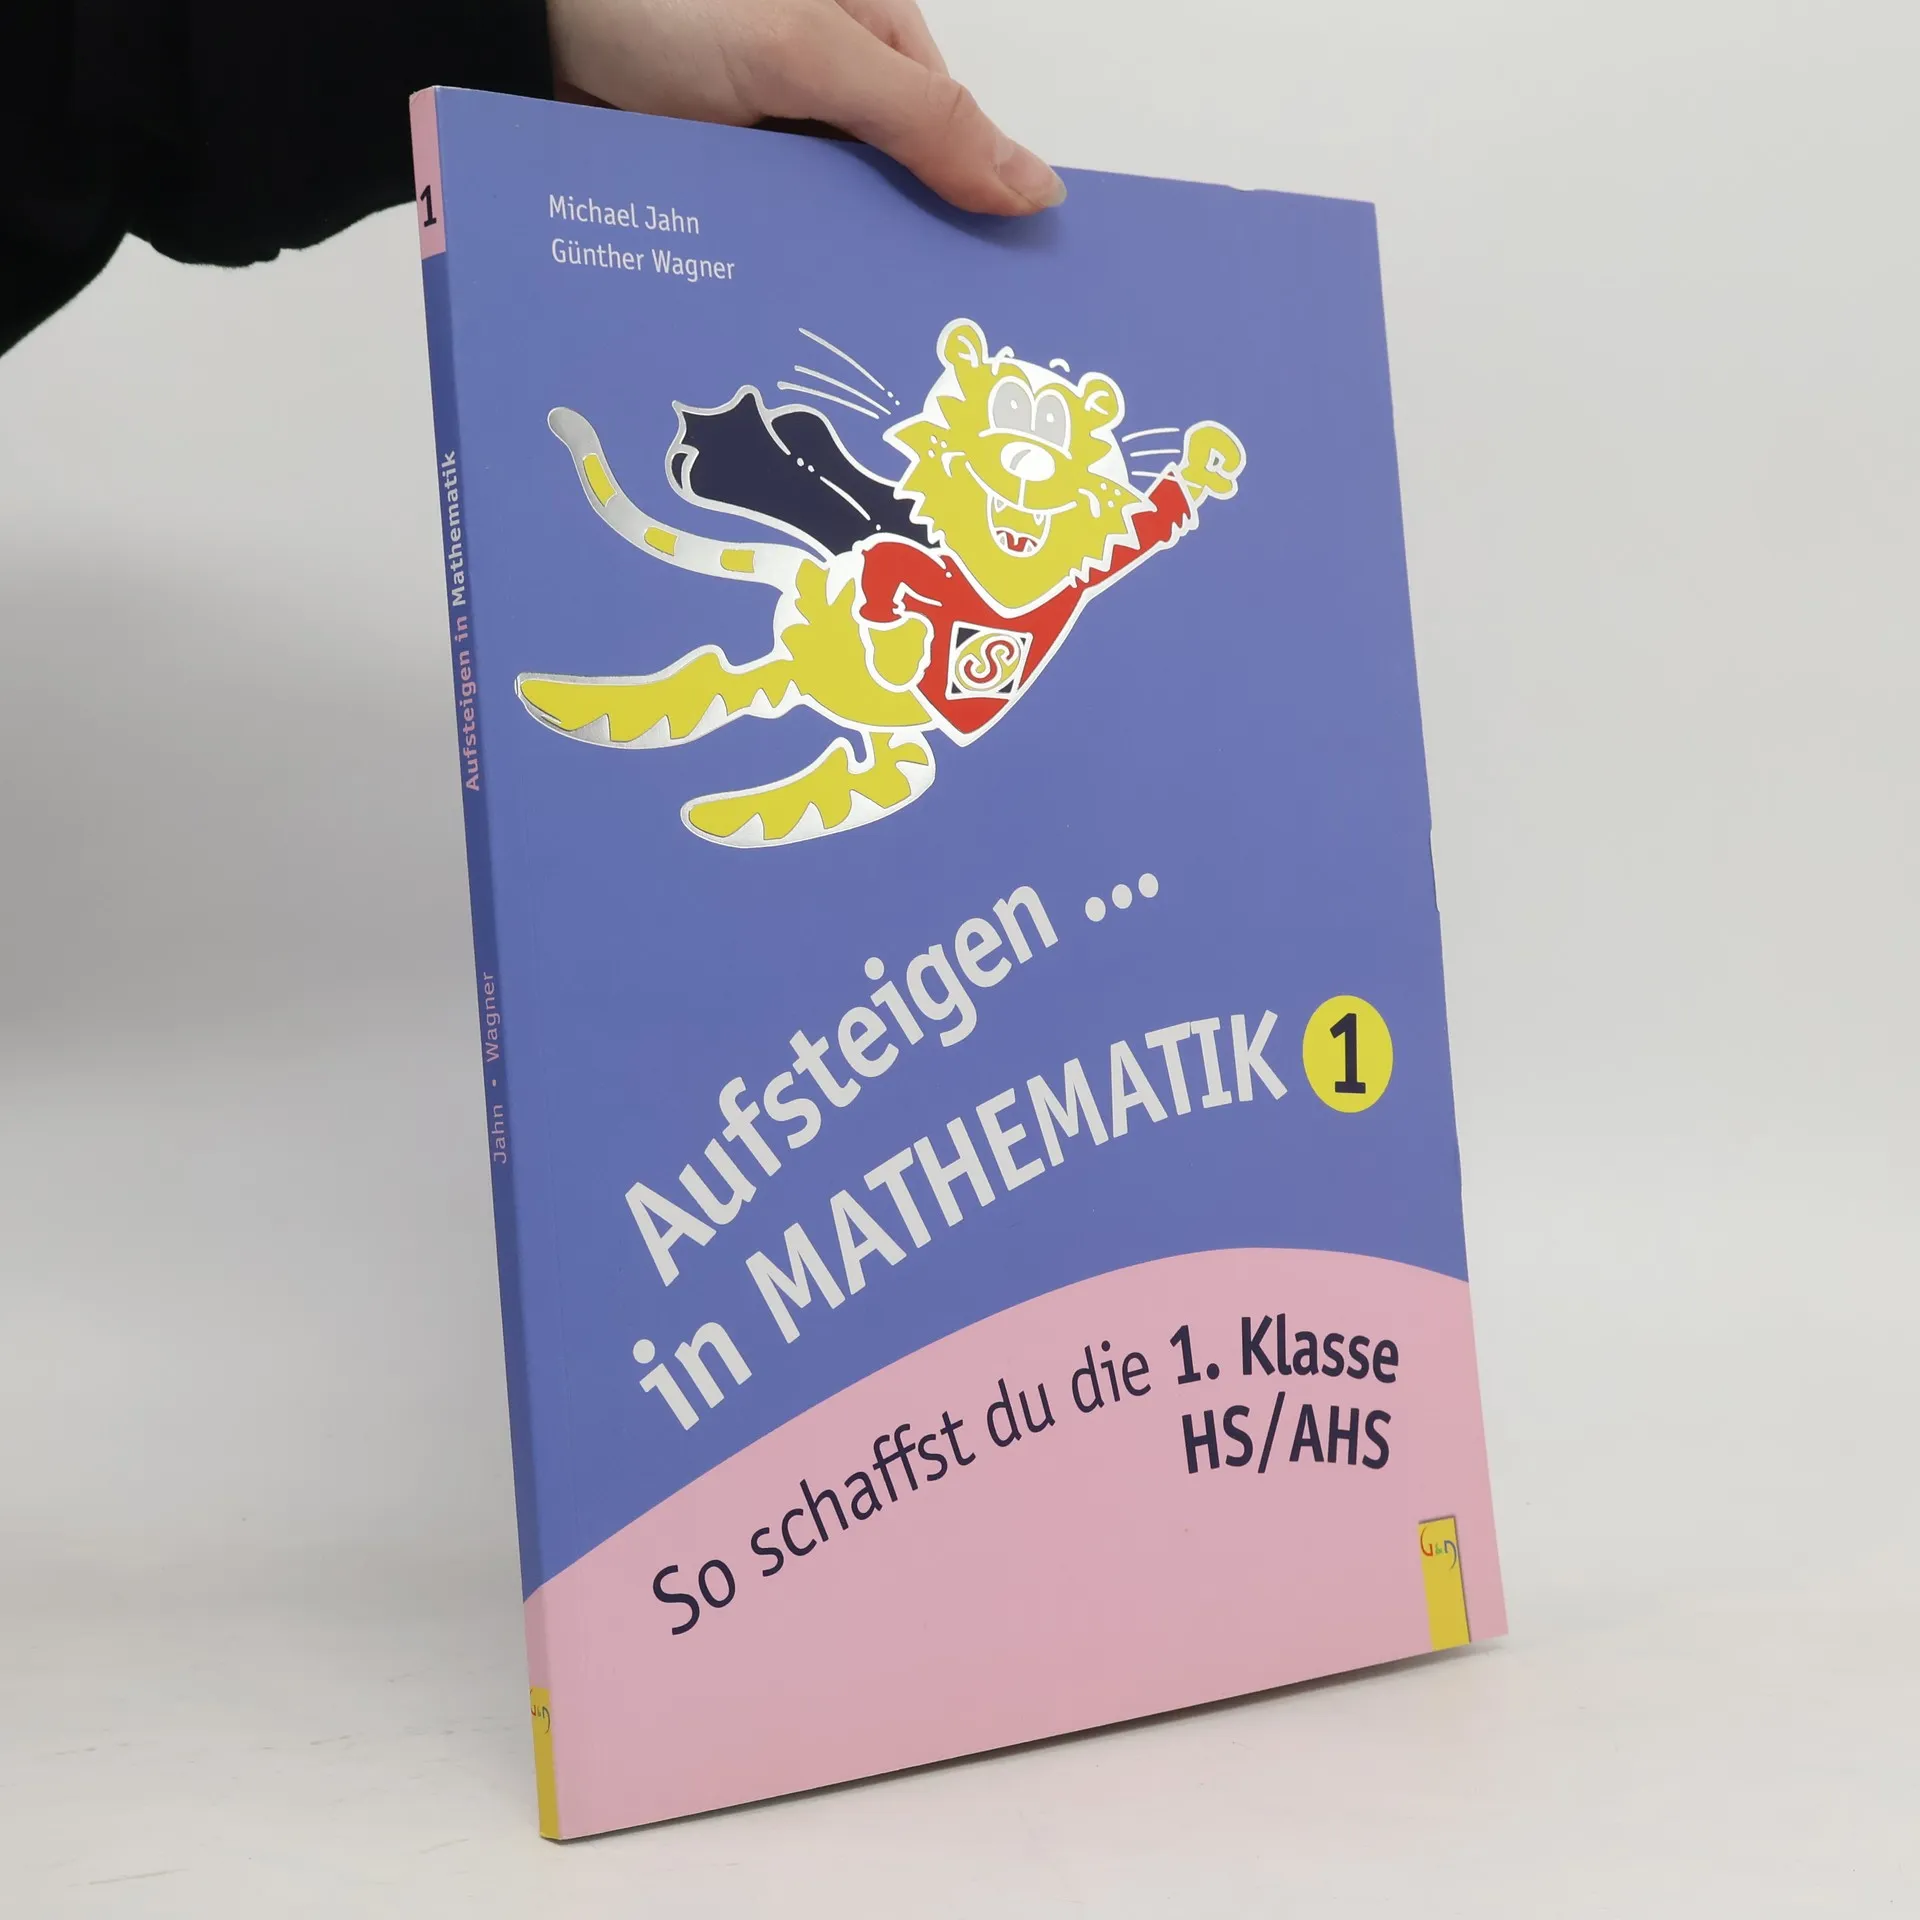 Michael Jahn
Günther Wagner
S
Aufsteigen ...
in MATHEMATIK 1
So schaffst du die 1. Klasse
HS/AHS
G&G
1
Aufsteigen in Mathematik
Jahn • Wagner
G&G